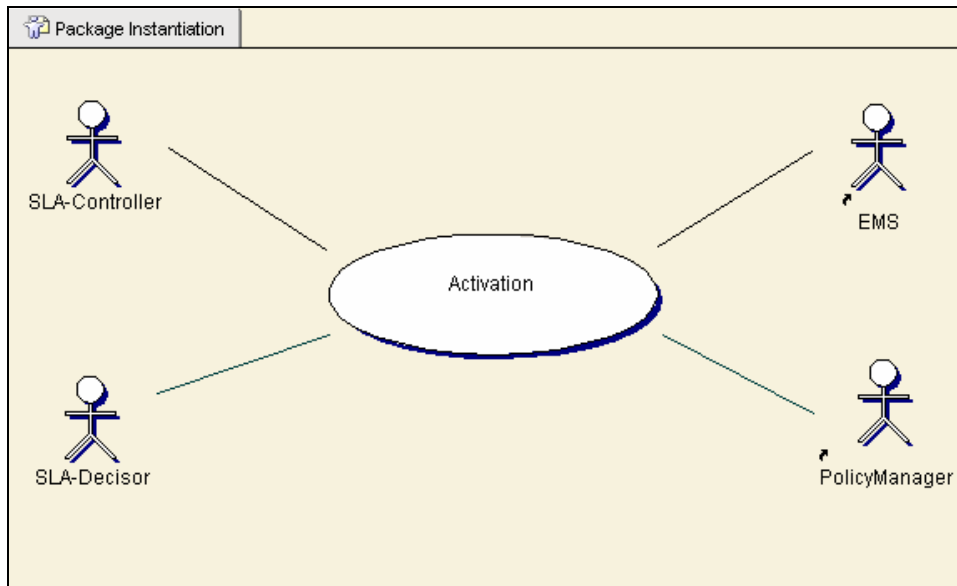 Package Instantiation
SLA-Controller
EMS
Activation
SLA-Decisor
PolicyManager